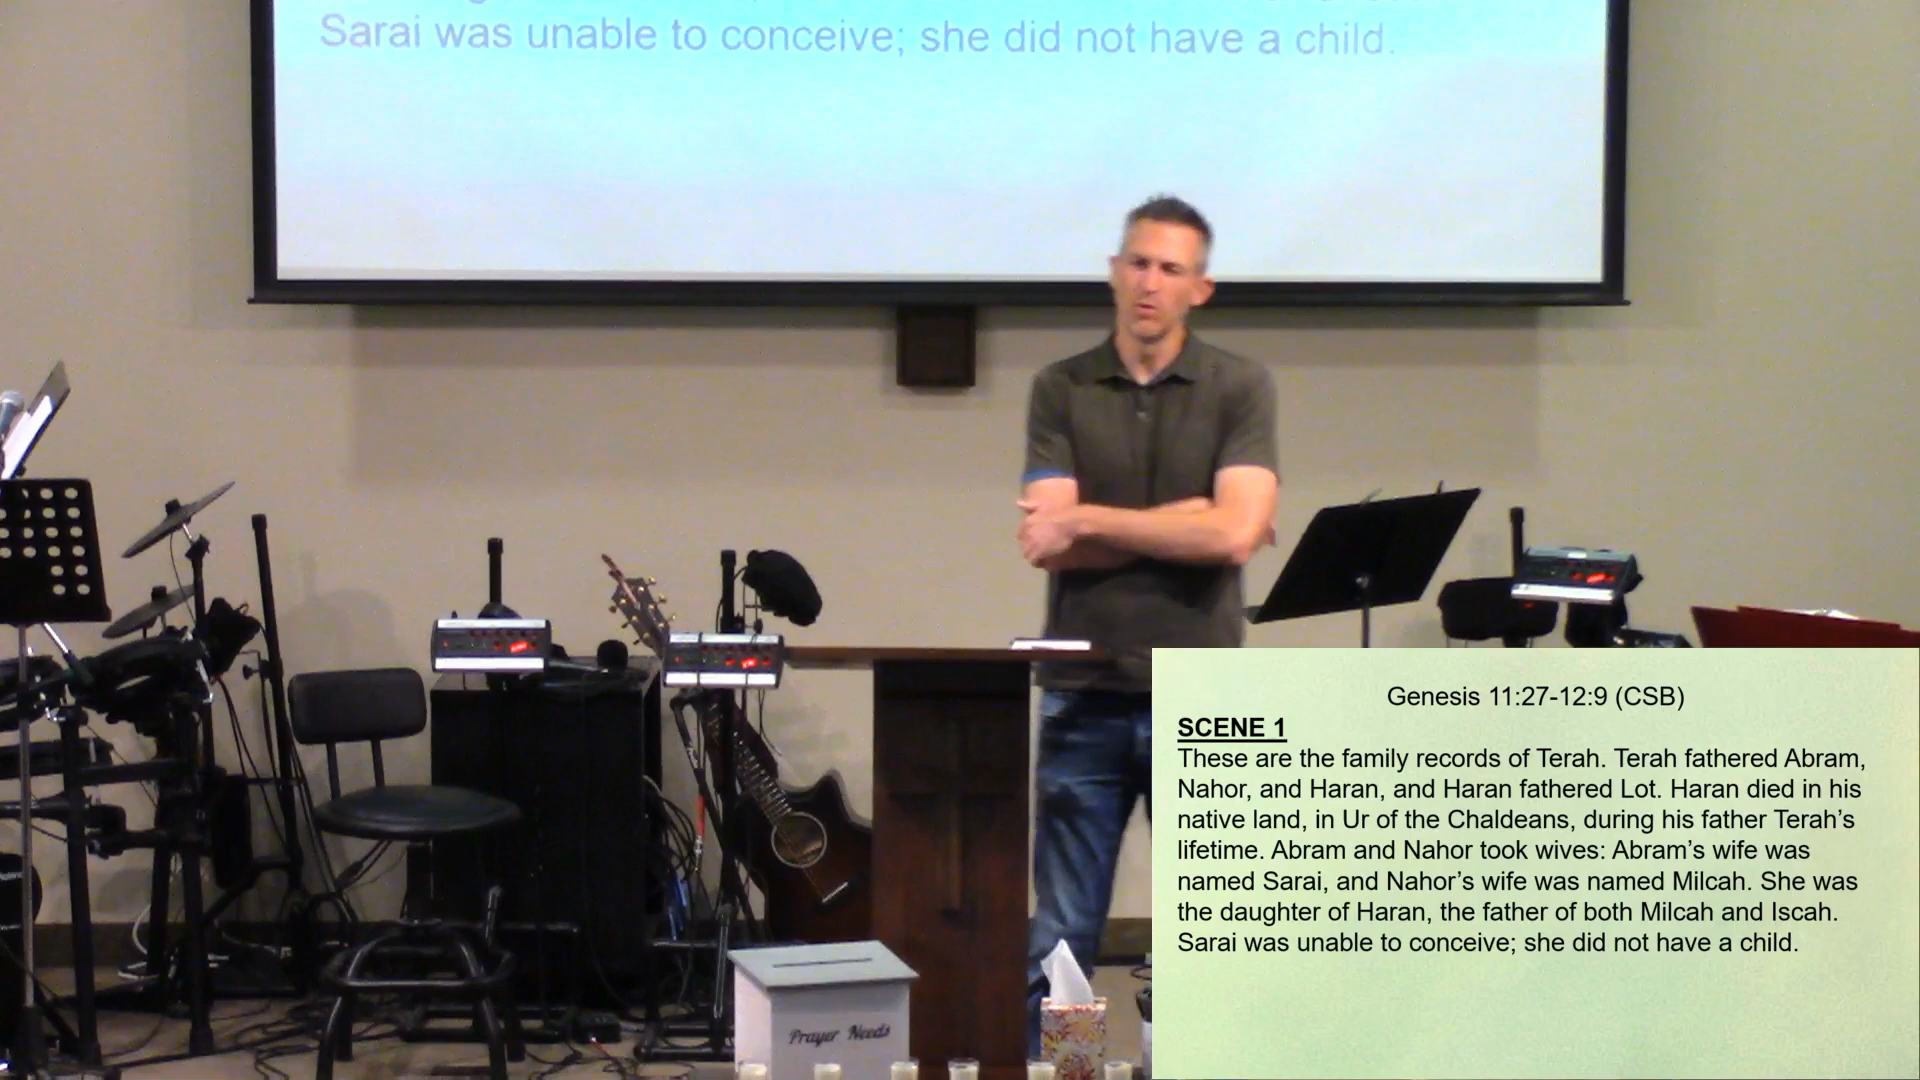 Sarai was unable to conceive; she did not have a child.
Genesis 11:27-12:9 (CSB)
SCENE 1
These are the family records of Terah. Terah fathered Abram,
Nahor, and Haran, and Haran fathered Lot. Haran died in his
native land, in Ur of the Chaldeans, during his father Terah’s
lifetime. Abram and Nahor took wives: Abram’s wife was
named Sarai, and Nahor’s wife was named Milcah. She was
the daughter of Haran, the father of both Milcah and Iscah.
Sarai was unable to conceive; she did not have a child.
Prayer Needs